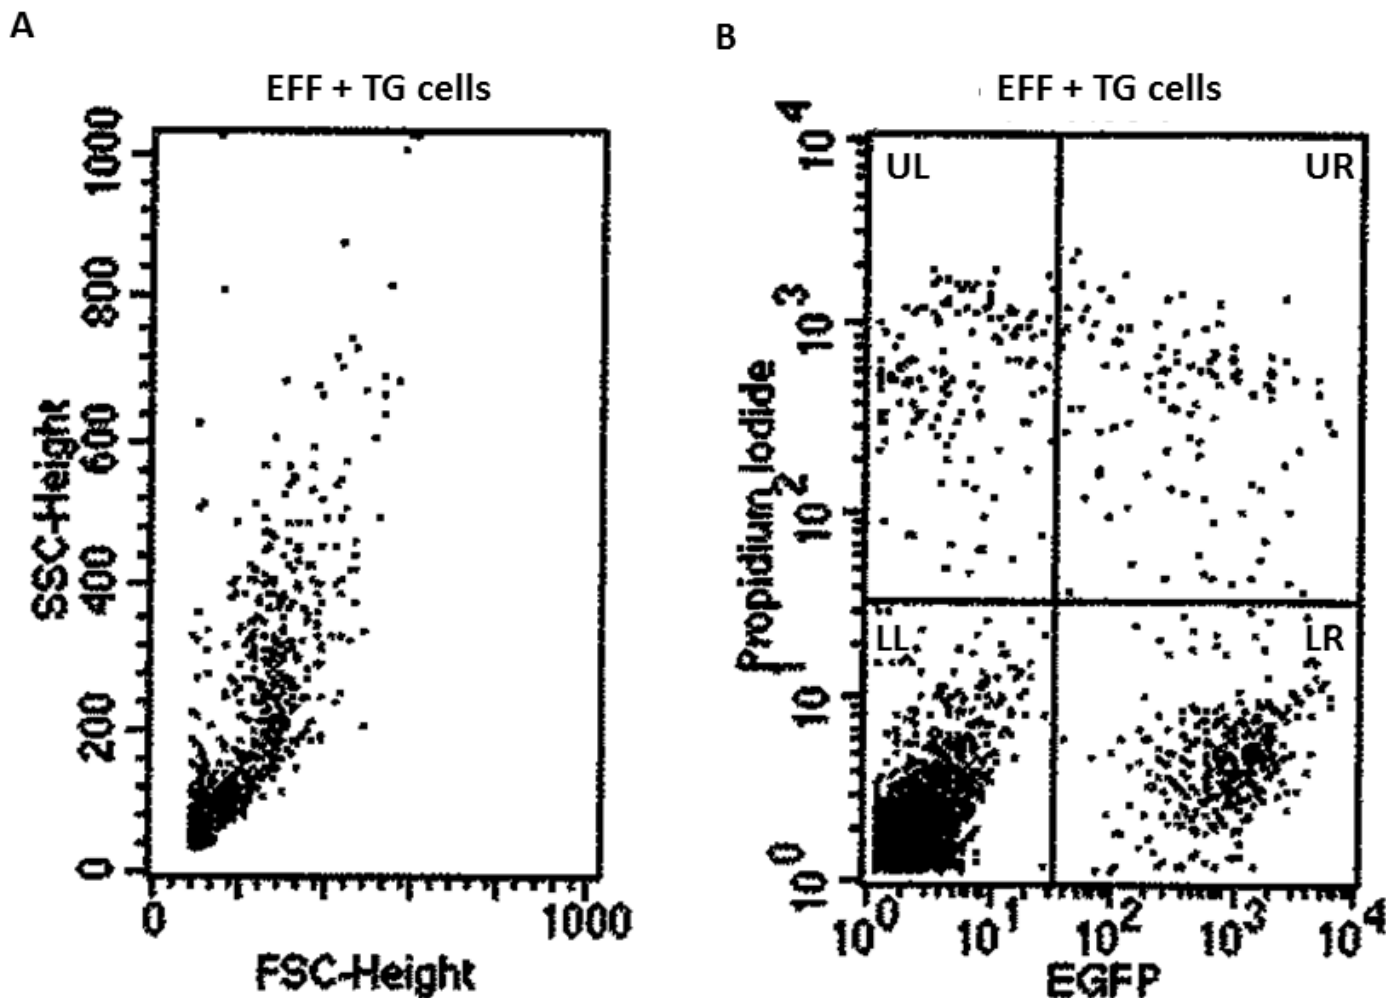 A
EFF + TG cells
1000
800
600
400
200
0
SSC-Height
0
1000
FSC-Height
B
EFF + TG cells
UL
UR
LL
LR
10^4
10^3
10^2
10
10^0
Propidium Iodide
10^0
10^1
10^2
10^3
10^4
EGFP